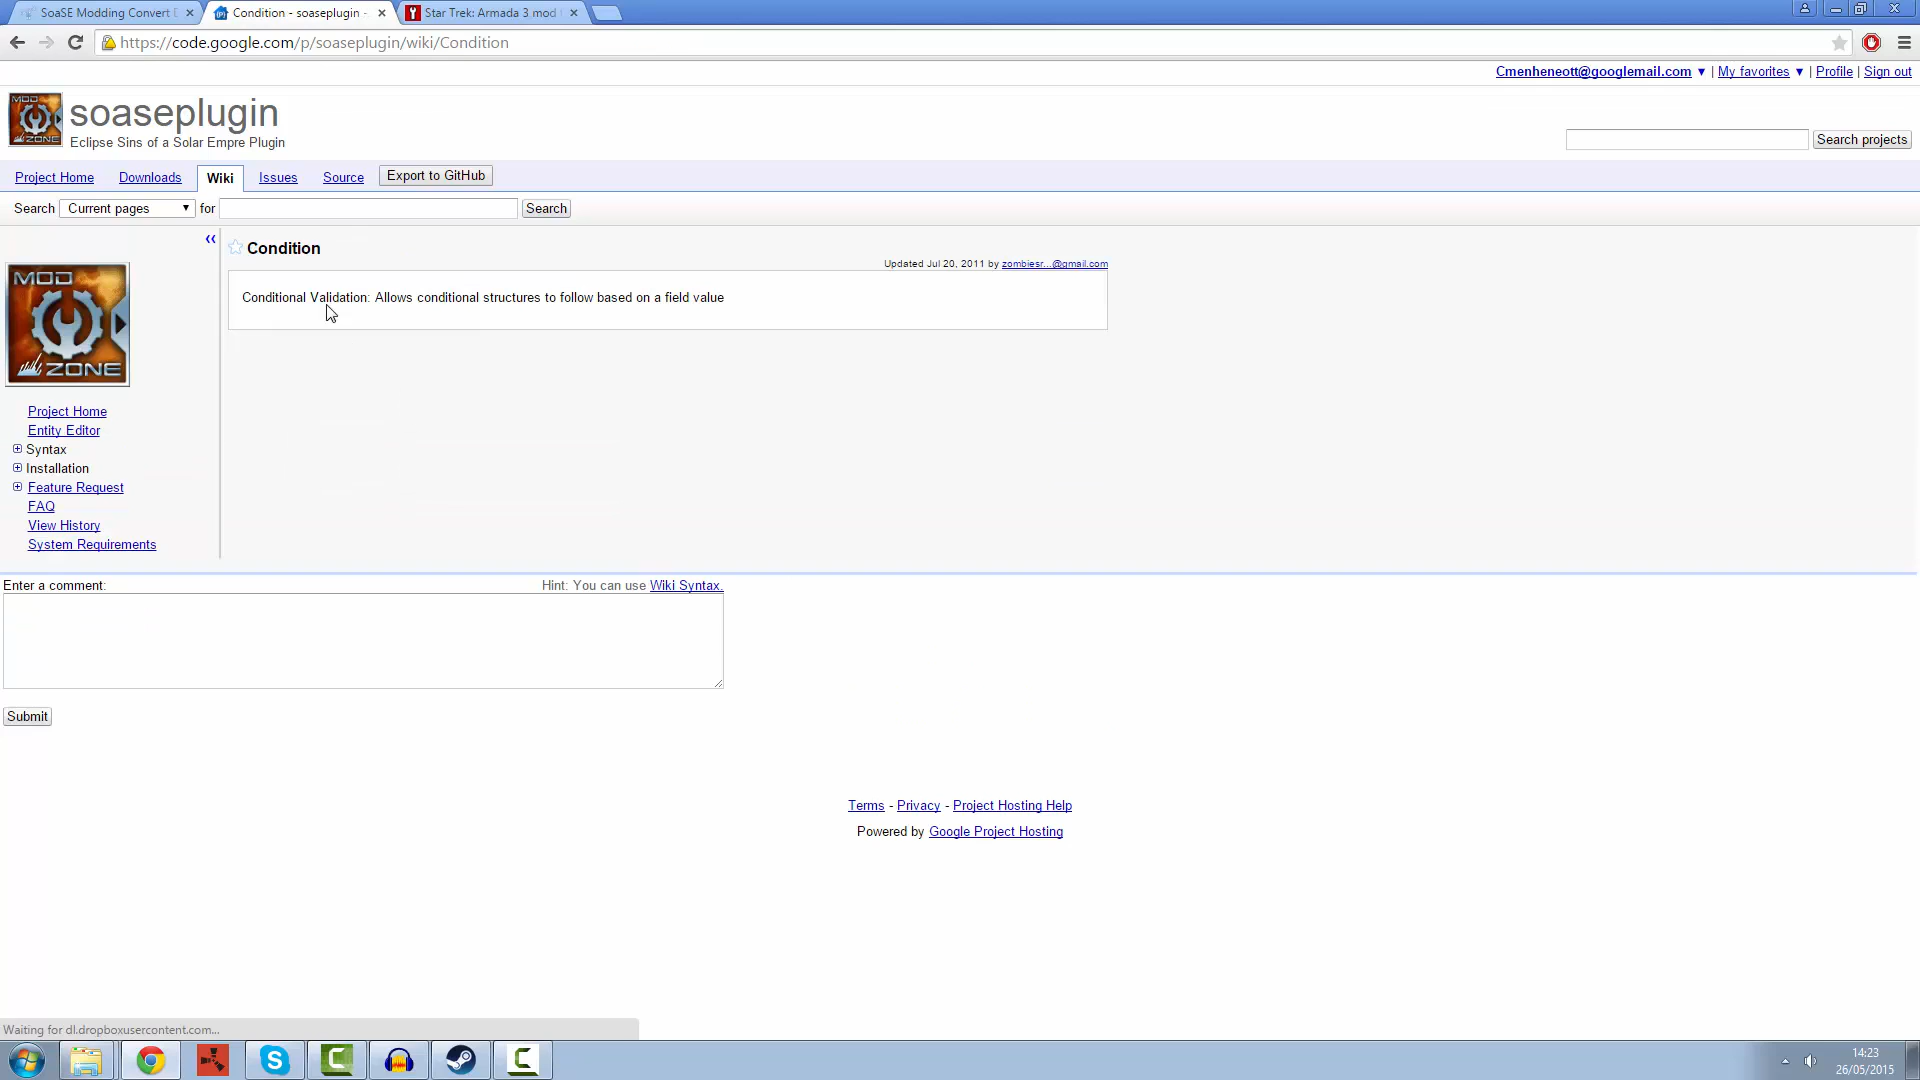 SoaSE Modding Convert
Condition - soaseplugin -
Star Trek: Armada 3 mod
https://code.google.com/p/soaseplugin/wiki/Condition
Cmenheneott@googlemail.com ▼ | My favorites ▼ | Profile | Sign out
MOD
ZONE
soaseplugin
Eclipse Sins of a Solar Empre Plugin
Search projects
Project Home Downloads Wiki Issues Source Export to GitHub
Search Current pages ▼ for Search
«
Condition
Updated Jul 20, 2011 by zombiesr...@gmail.com
Conditional Validation: Allows conditional structures to follow based on a field value
MOD
ZONE
Project Home
Entity Editor
Syntax
Installation
Feature Request
FAQ
View History
System Requirements
Enter a comment: Hint: You can use Wiki Syntax.
Submit
Terms - Privacy - Project Hosting Help
Powered by Google Project Hosting
Waiting for dl.dropboxusercontent.com...
14:23
26/05/2015